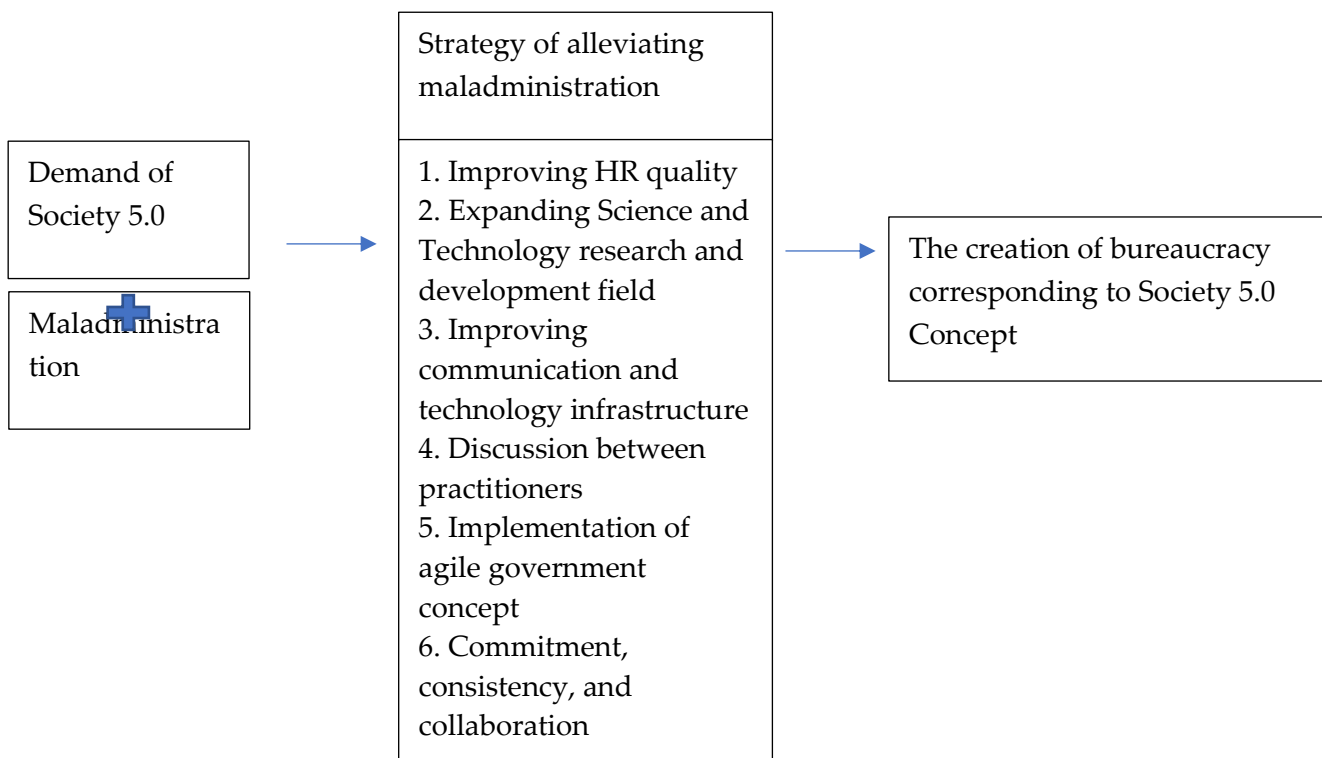 Demand of
Society 5.0
Maladministra
tion
Strategy of alleviating
maladministration
1. Improving HR quality
2. Expanding Science and
Technology research and
development field
3. Improving
communication and
technology infrastructure
4. Discussion between
practitioners
5. Implementation of
agile government
concept
6. Commitment,
consistency, and
collaboration
The creation of bureaucracy
corresponding to Society 5.0
Concept